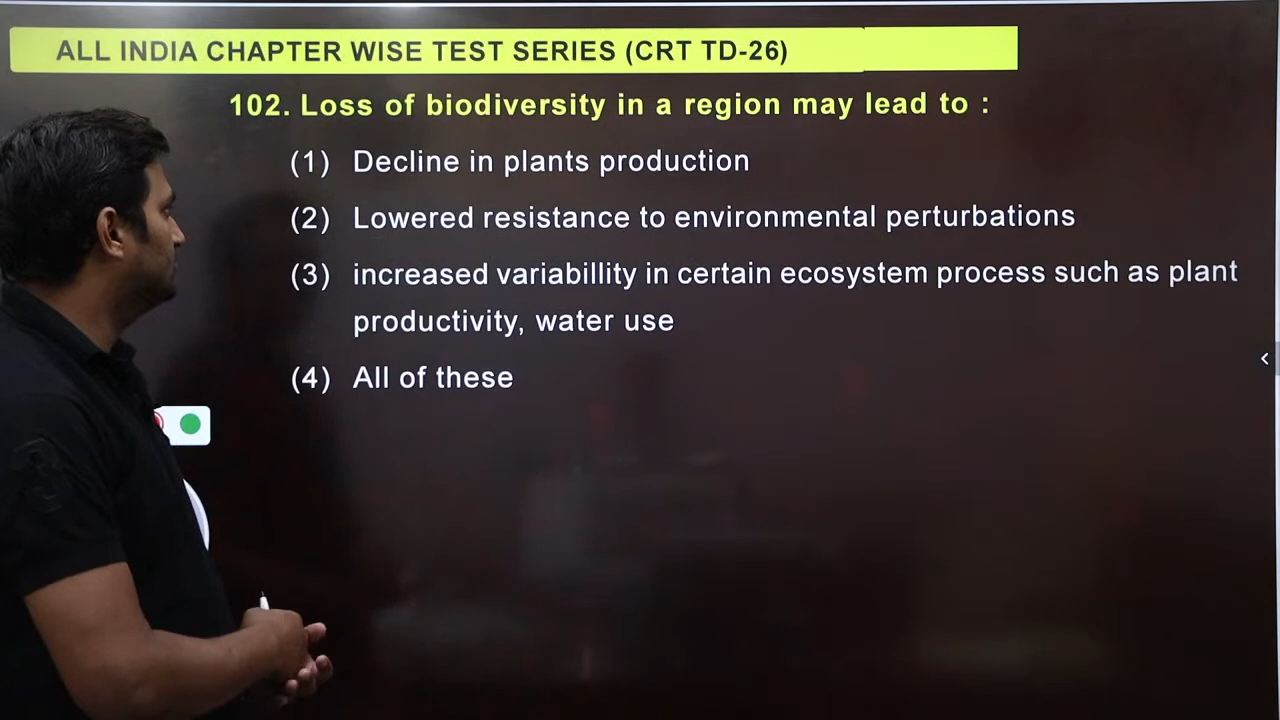 ALL INDIA CHAPTER WISE TEST SERIES (CRT TD-26)
102. Loss of biodiversity in a region may lead to :
(1) Decline in plants production
(2) Lowered resistance to environmental perturbations
(3) increased variabillity in certain ecosystem process such as plant
productivity, water use
(4) All of these